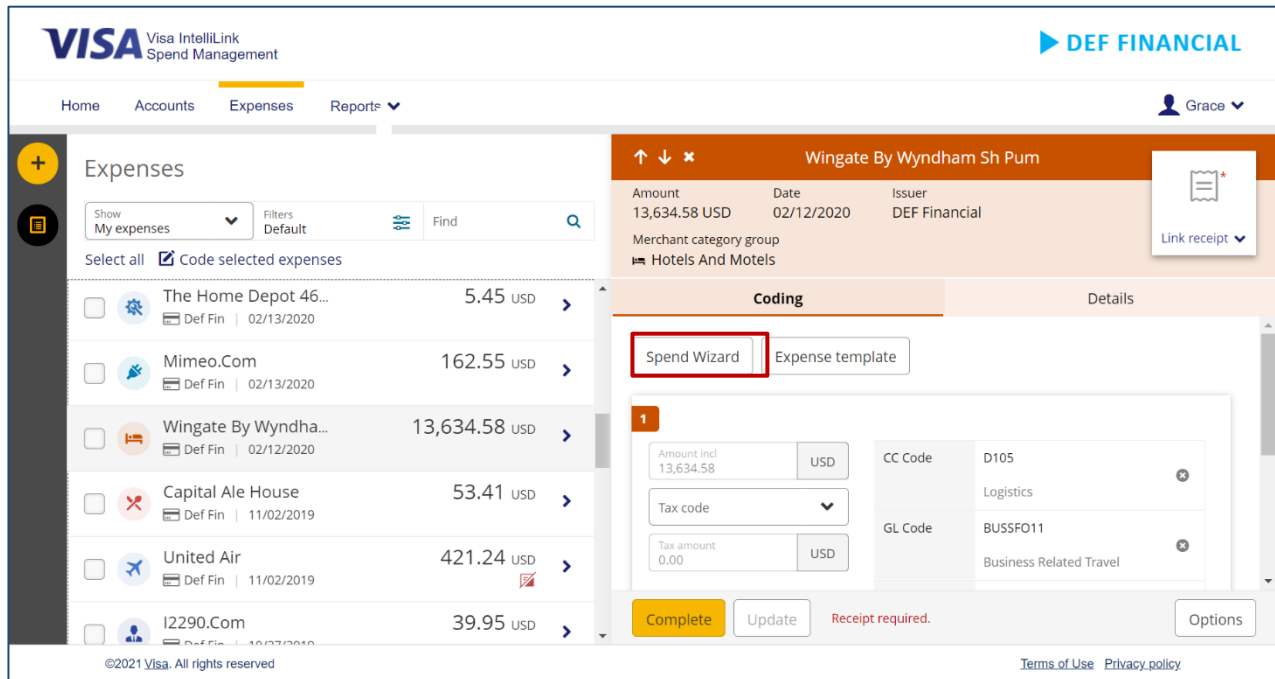 VISA Visa IntelliLink
Spend Management
DEF FINANCIAL
Home Accounts Expenses Reports Grace
Expenses
Show
My expenses
Filters
Default
Find
Select all Code selected expenses
The Home Depot 46... 5.45 USD
Def Fin | 02/13/2020
Mimeo.Com 162.55 USD
Def Fin | 02/13/2020
Wingate By Wyndha... 13,634.58 USD
Def Fin | 02/12/2020
Capital Ale House 53.41 USD
Def Fin | 11/02/2019
United Air 421.24 USD
Def Fin | 11/02/2019
I2290.Com 39.95 USD
Def Fin | 10/27/2019
Wingate By Wyndham Sh Pum
Amount Date Issuer
13,634.58 USD 02/12/2020 DEF Financial
Merchant category group
Hotels And Motels
*
Link receipt
Coding Details
Spend Wizard Expense template
1
Amount incl
13,634.58 USD
Tax code
Tax amount
0.00 USD
CC Code D105
Logistics
GL Code BUSSFO11
Business Related Travel
Complete Update Receipt required. Options
©2021 Visa. All rights reserved
Terms of Use Privacy policy